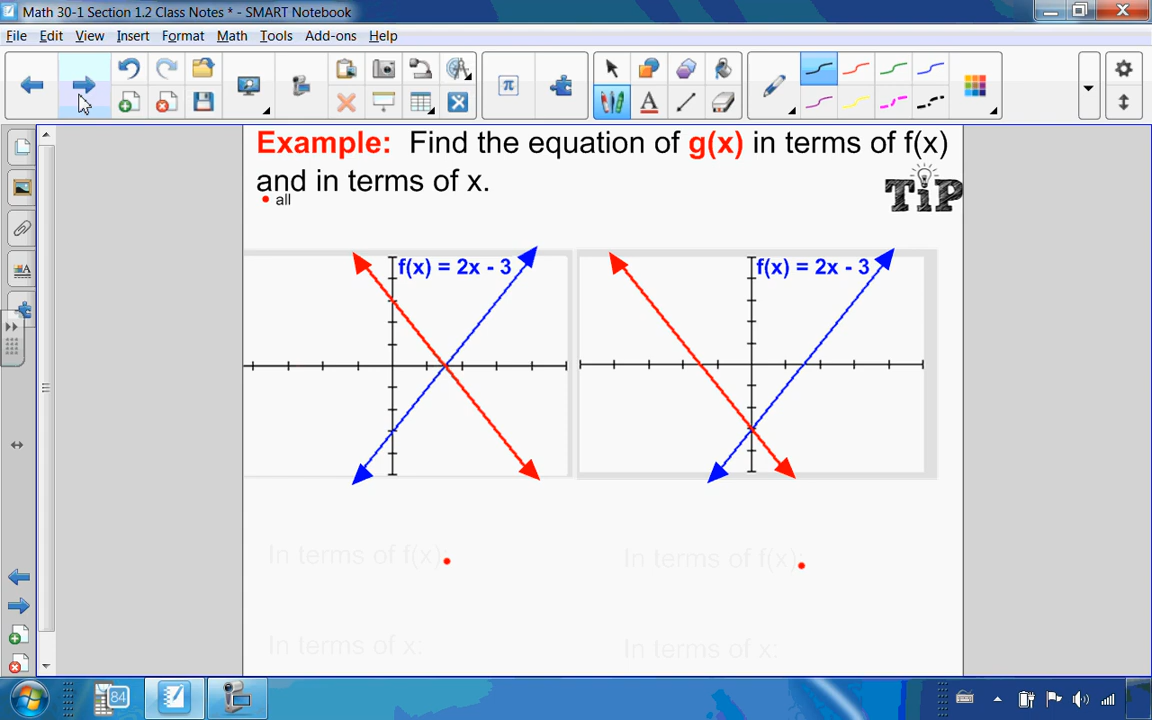 Math 30-1 Section 1.2 Class Notes * - SMART Notebook
File Edit View Insert Format Math Tools Add-ons Help
π
A
Example: Find the equation of g(x) in terms of f(x)
and in terms of x.
all
TiP
f(x) = 2x - 3
f(x) = 2x - 3
In terms of f(x):
In terms of f(x):
In terms of x:
In terms of x:
84